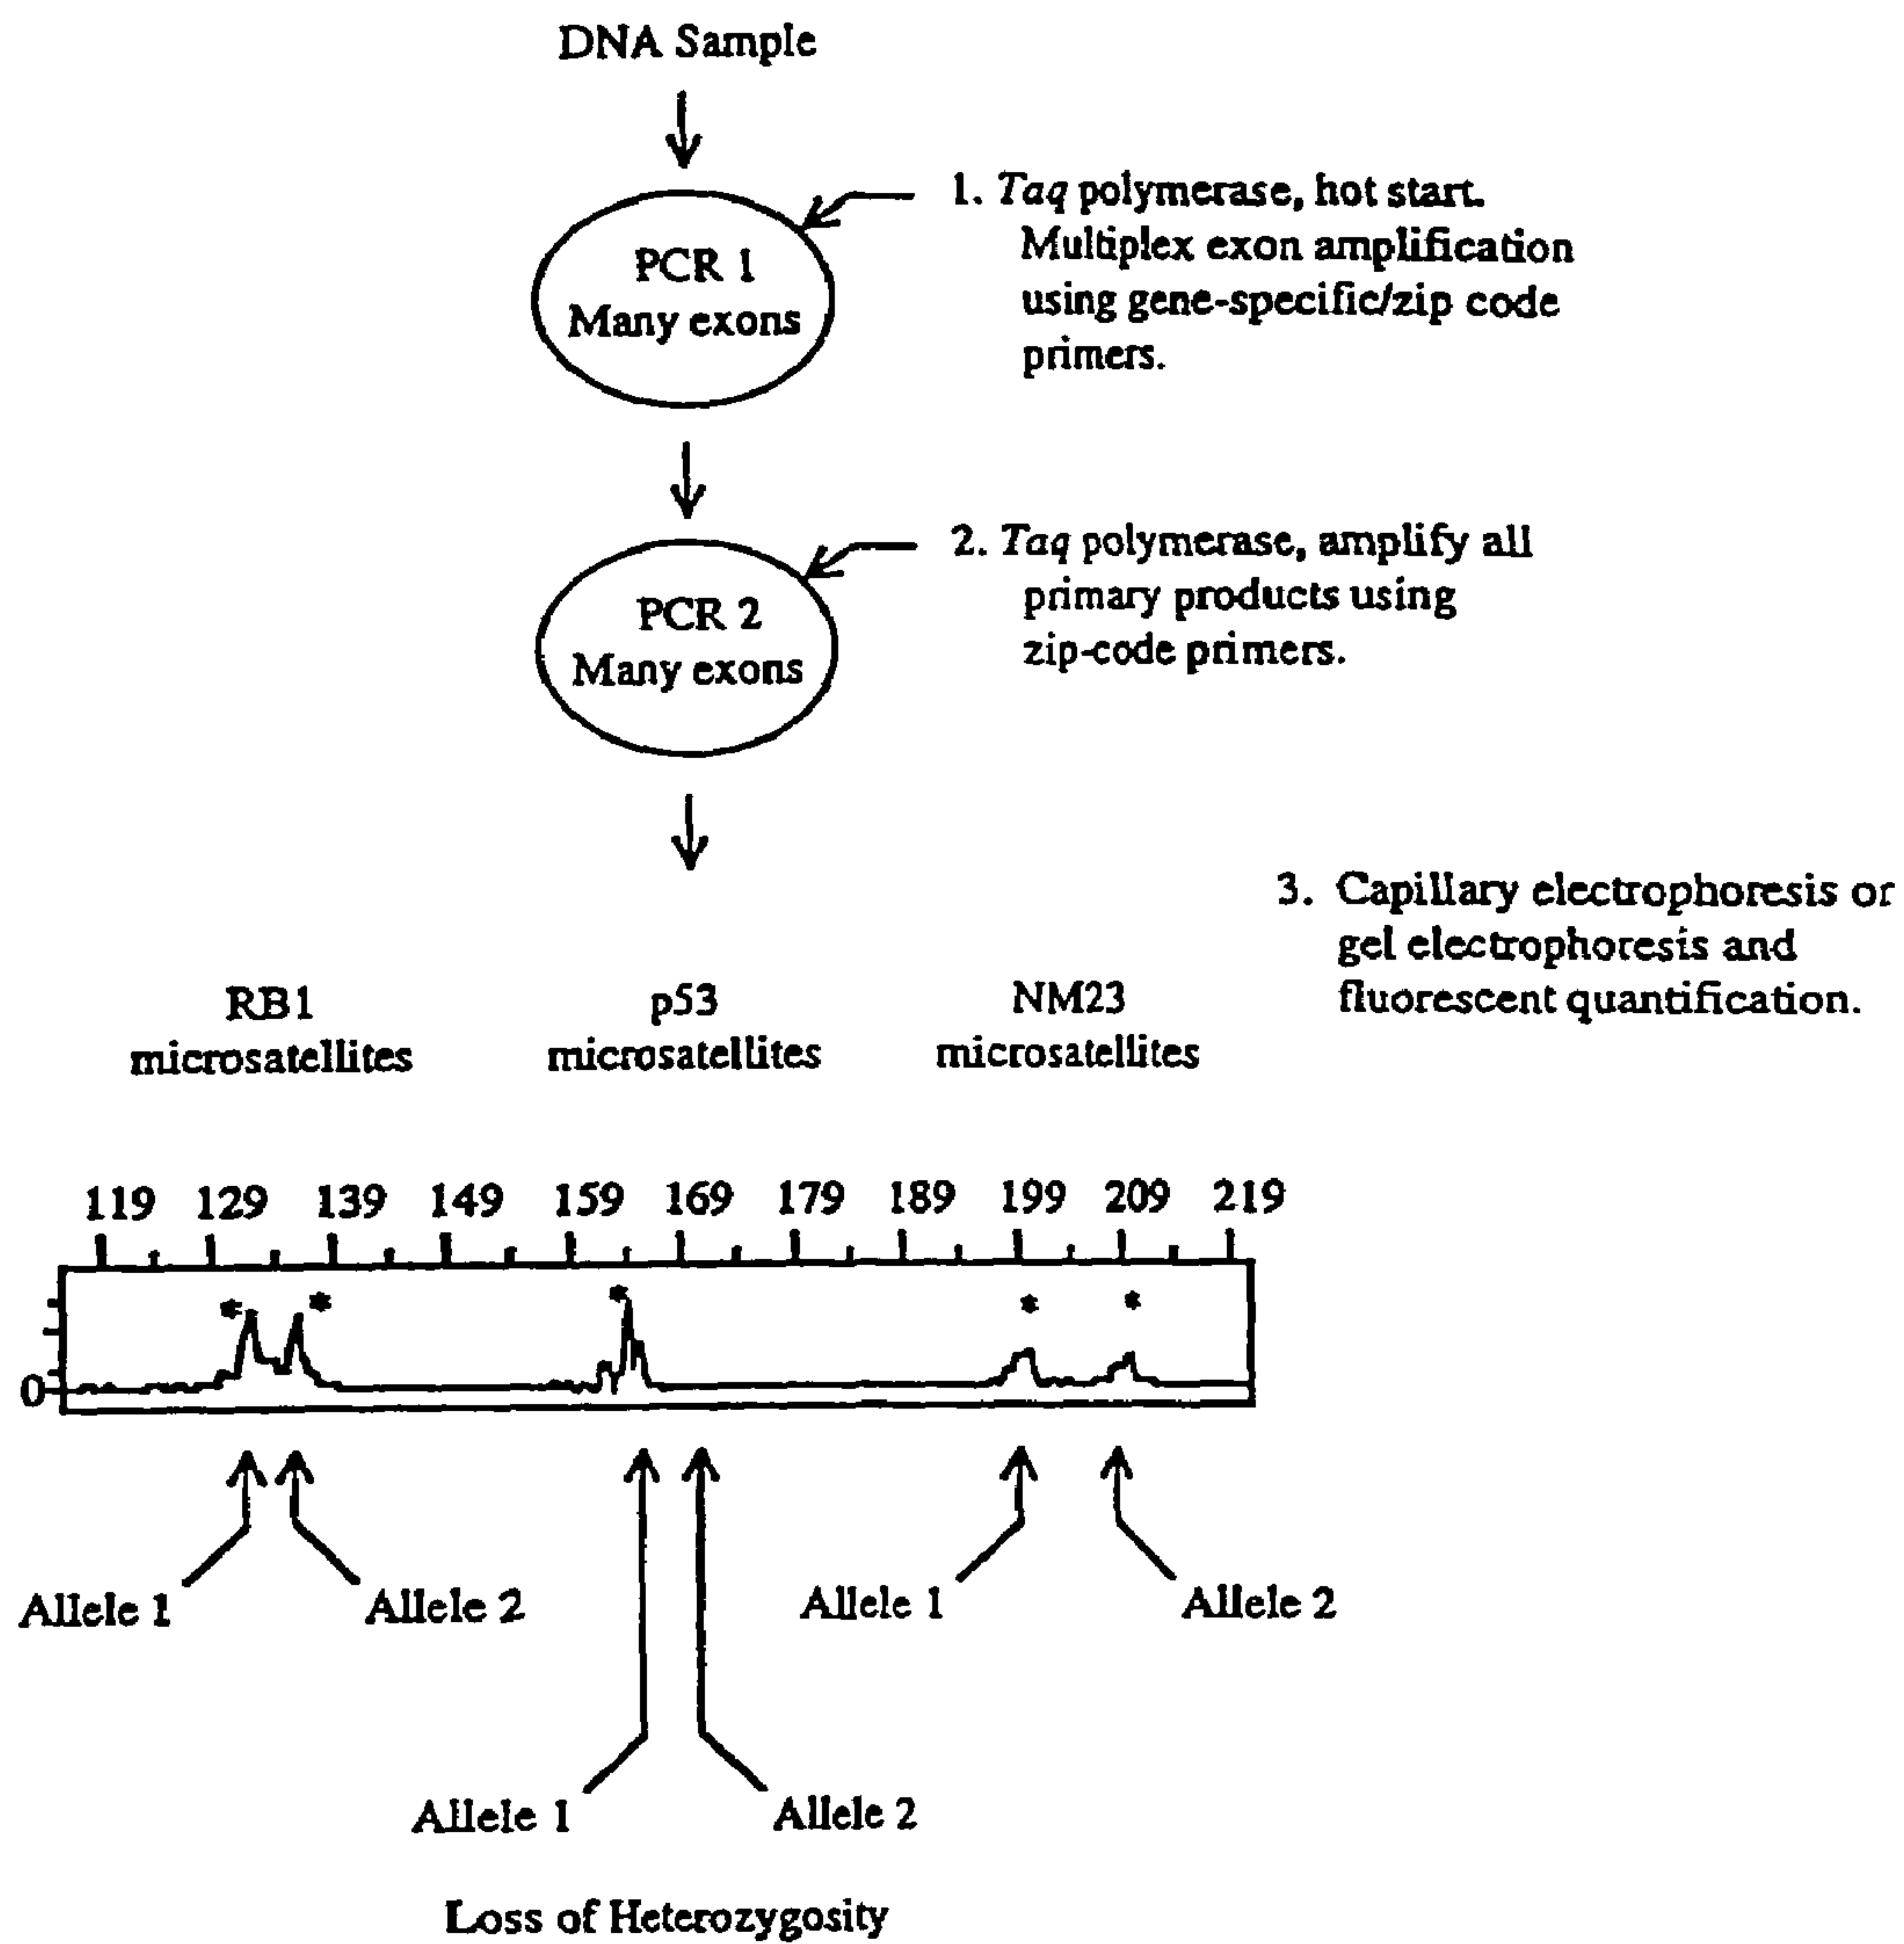 DNA Sample
PCR 1
Many exons
1. Taq polymerase, hot start.
Multiplex exon amplification
using gene-specific/zip code
primers.
PCR 2
Many exons
2. Taq polymerase, amplify all
primary products using
zip-code primers.
3. Capillary electrophoresis or
gel electrophoresis and
fluorescent quantification.
RB1
microsatellites
p53
microsatellites
NM23
microsatellites
119 129 139 149 159 169 179 189 199 209 219
* * * * *
0
Allele 1 Allele 2 Allele 1 Allele 2
Allele 1 Allele 2
Loss of Heterozygosity